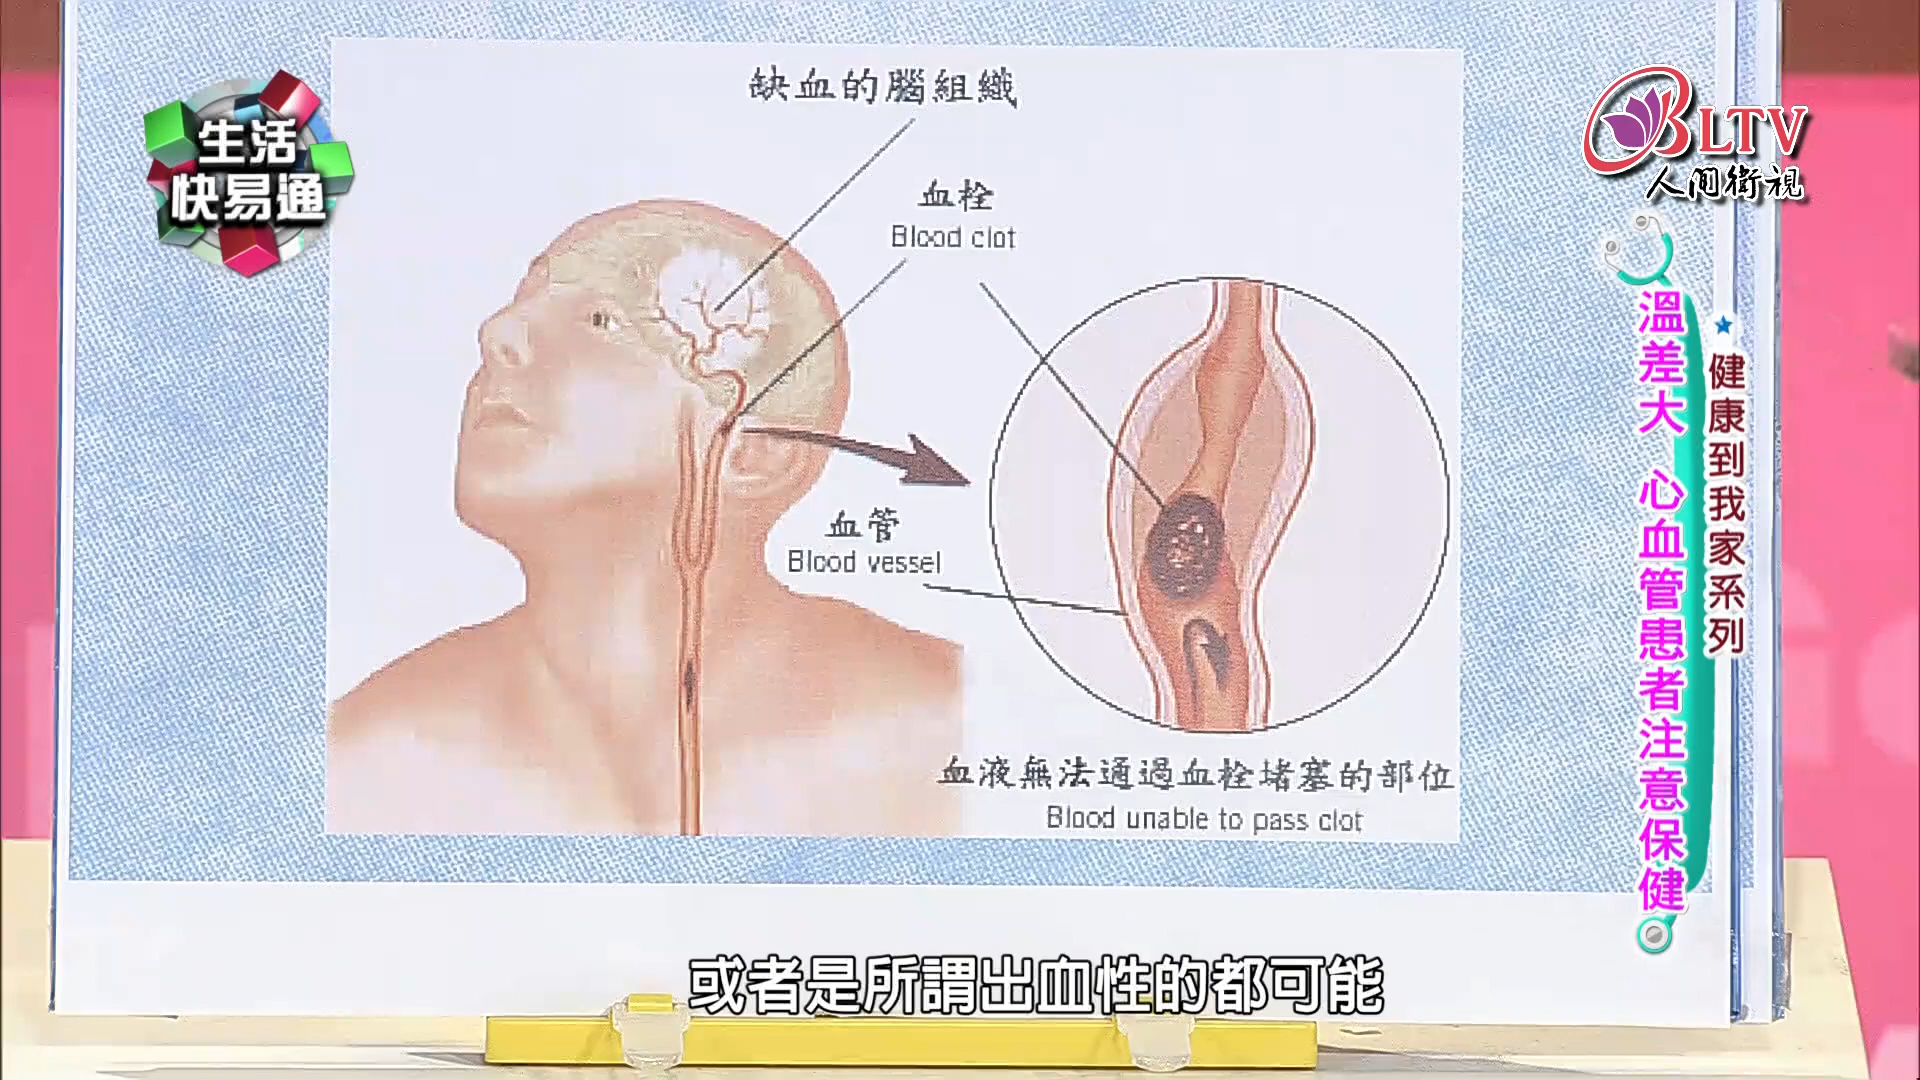 生活
快易通
缺血的腦組織
血栓
Blood clot
血管
Blood vessel
血液無法通過血栓堵塞的部位
Blood unable to pass clot
BLTV
人間衛視
健康到我家系列
溫差大 心血管患者注意保健
或者是所謂出血性的都可能